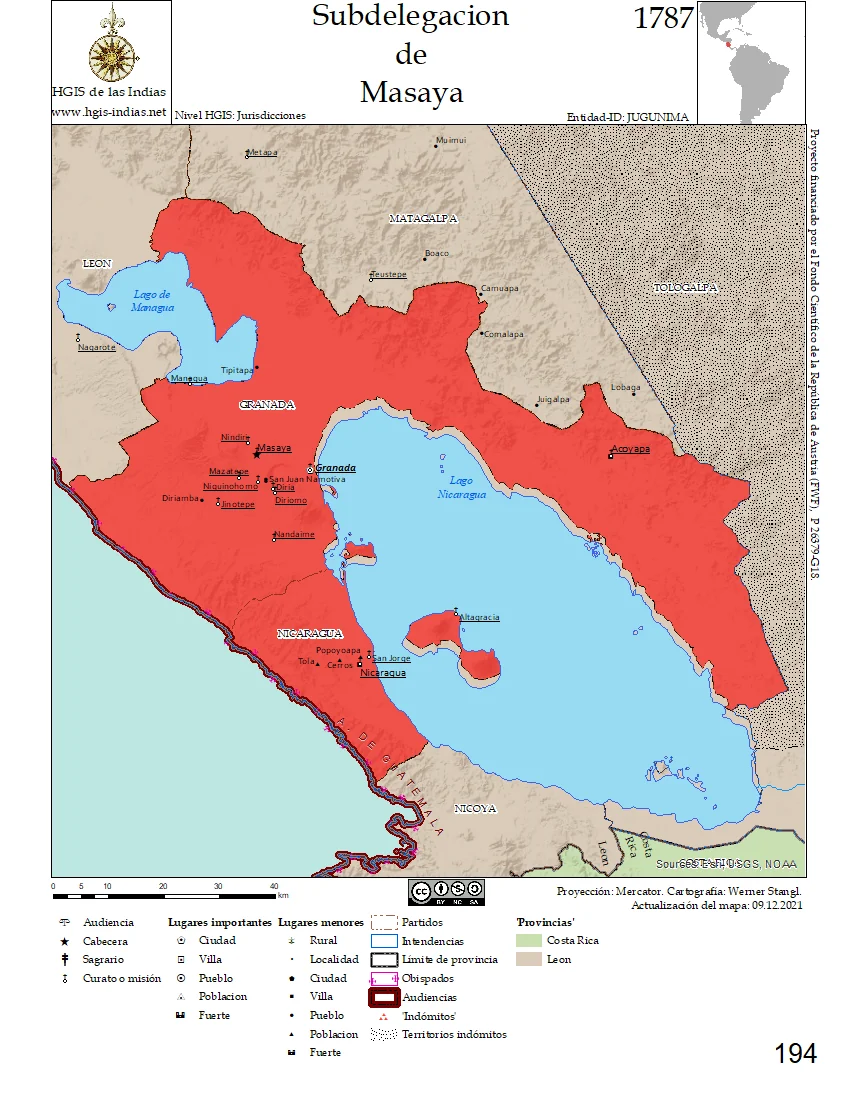 Subdelegacion
de
Masaya
1787
HGIS de las Indias
www.hgis-indias.net
Nivel HGIS: Jurisdicciones
Entidad-ID: JUGUNIMA
Proyecto financiado por el Fondo Científico de la República de Austria (FWF), P 26379-G18.
Metapa
Muimui
MATAGALPA
LEON
Boaco
Teustepe
Lago de
Managua
Camuapa
TOLOGALPA
Comalapa
Nagarote
Tipitapa
Managua
Lobaga
Juigalpa
GRANADA
Nindiri
Masaya
Acoyapa
Granada
Mazatepe
San Juan Namotiva
Lago
Nicaragua
Niquinohomo
Diria
Diriamba
Diriomo
Jinotepe
Nandaime
Altagracia
NICARAGUA
Popoyoapa
San Jorge
Tola
Cerros
Nicaragua
A. DE GUATEMALA
NICOYA
Leon
Costa
Rica
COSTA RICA
Sources: Esri, USGS, NOAA
0 5 10 20 30 40
km
CC
BY NC SA
Proyección: Mercator. Cartografía: Werner Stangl.
Actualización del mapa: 09.12.2021
Audiencia
Cabecera
Sagrario
Curato o misión
Lugares importantes
Ciudad
Villa
Pueblo
Poblacion
Fuerte
Lugares menores
Rural
Localidad
Ciudad
Villa
Pueblo
Poblacion
Fuerte
Partidos
Intendencias
Límite de provincia
Obispados
Audiencias
'Indómitos'
Territorios indómitos
'Provincias'
Costa Rica
Leon
194